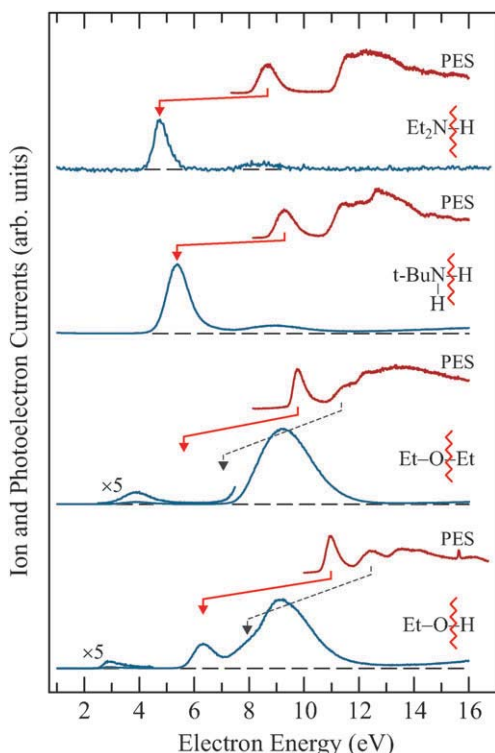 PES
Et₂N–H
PES
t-BuN–H
H
PES
×5
Et–O–Et
PES
×5
Et–O–H
2 4 6 8 10 12 14 16
Electron Energy (eV)
Ion and Photoelectron Currents (arb. units)